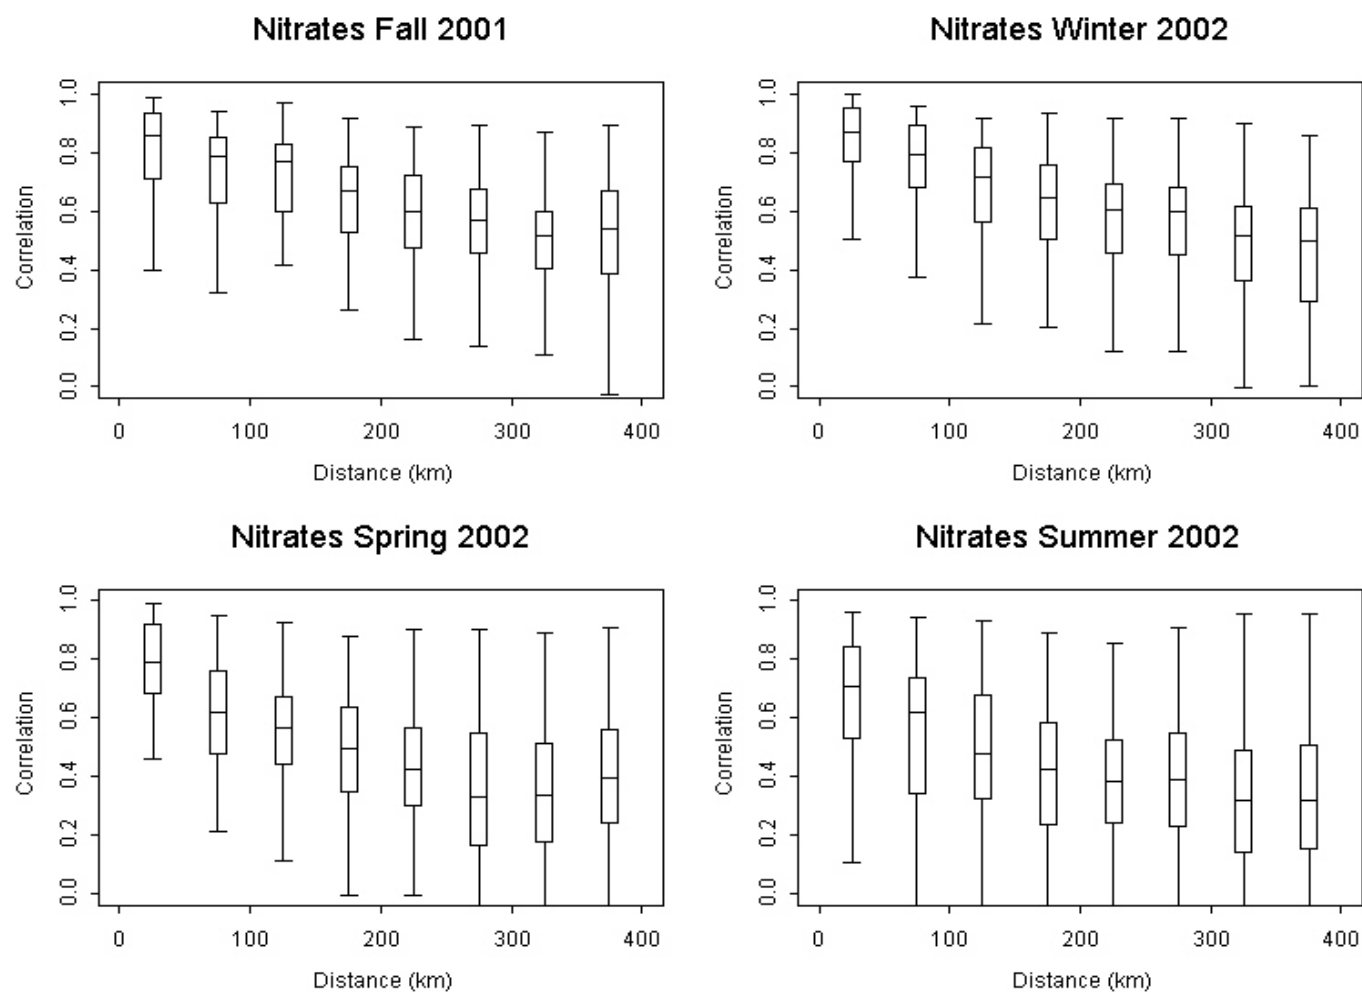 Nitrates Fall 2001
Correlation
0.0 0.2 0.4 0.6 0.8 1.0
0 100 200 300 400
Distance (km)
Nitrates Winter 2002
Correlation
0.0 0.2 0.4 0.6 0.8 1.0
0 100 200 300 400
Distance (km)
Nitrates Spring 2002
Correlation
0.0 0.2 0.4 0.6 0.8 1.0
0 100 200 300 400
Distance (km)
Nitrates Summer 2002
Correlation
0.0 0.2 0.4 0.6 0.8 1.0
0 100 200 300 400
Distance (km)